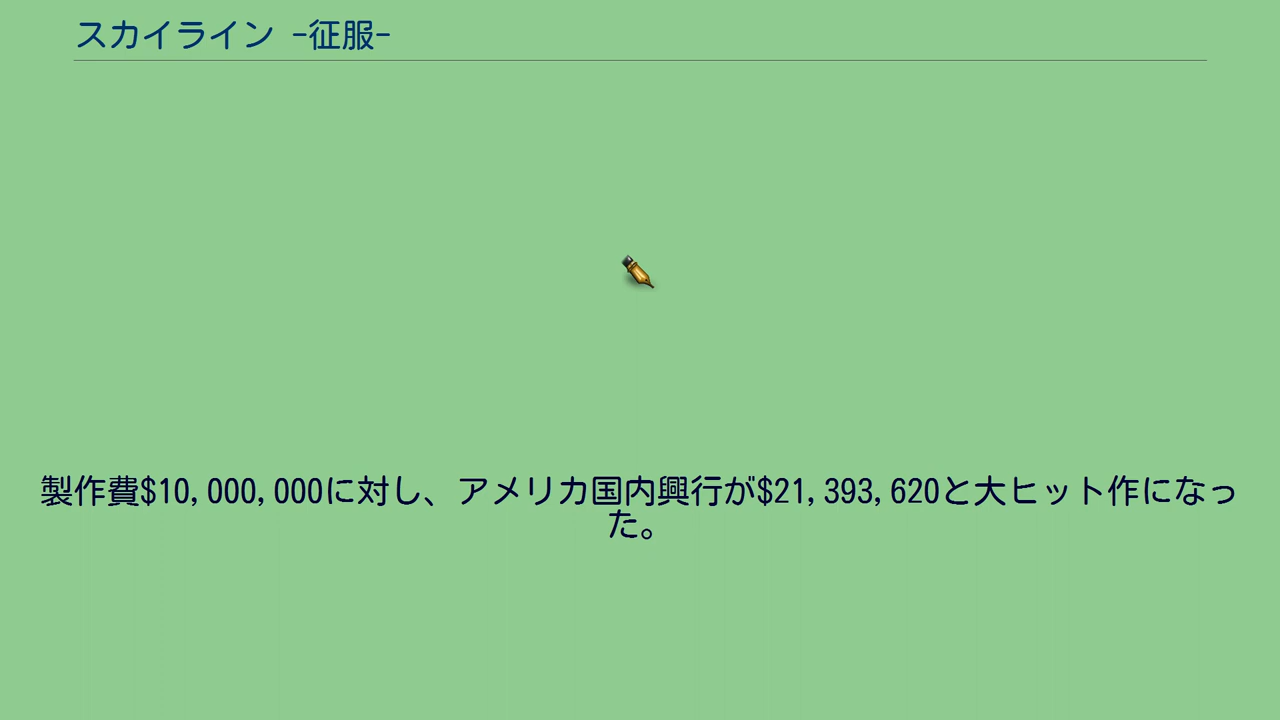 スカイライン -征服-
製作費$10,000,000に対し、アメリカ国内興行が$21,393,620と大ヒット作になっ
た。